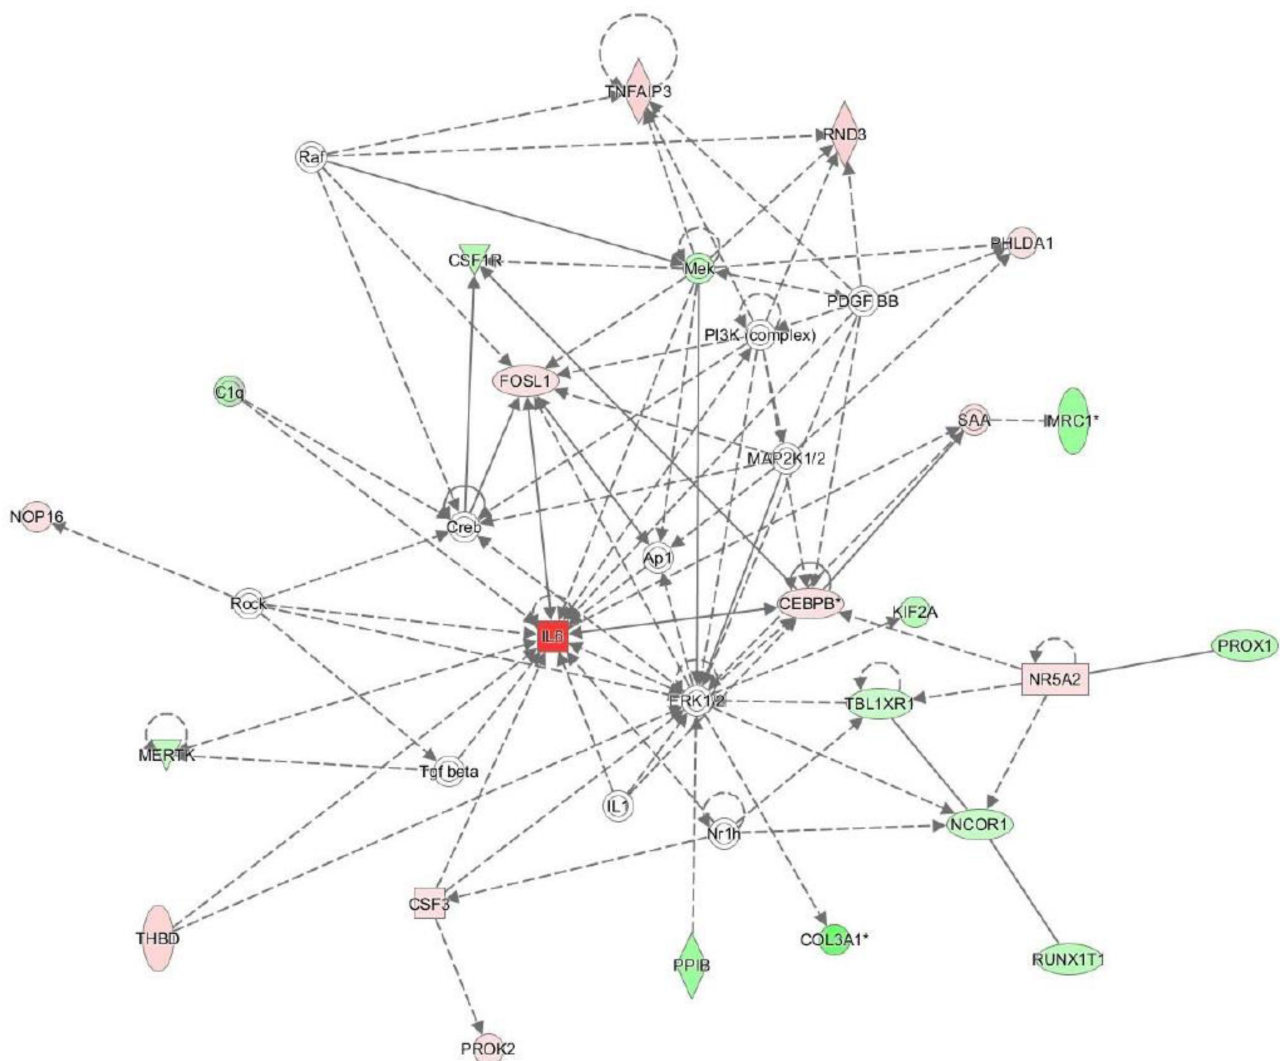 TNFAIP3
RND3
Raf
PHLDA1
CSF1R
Mek
PDGF BB
PI3K (complex)
FOSL1
C1q
SAA
IMRC1*
MAP2K1/2
NOP16
Creb
Ap1
Rock
CEBPB*
KIF2A
IL6
PROX1
NR5A2
ERK1/2
TBL1XR1
MERTK
Tgf beta
IL1
Nr1h
NCOR1
CSF3
THBD
COL3A1*
RUNX1T1
PPIB
PROK2